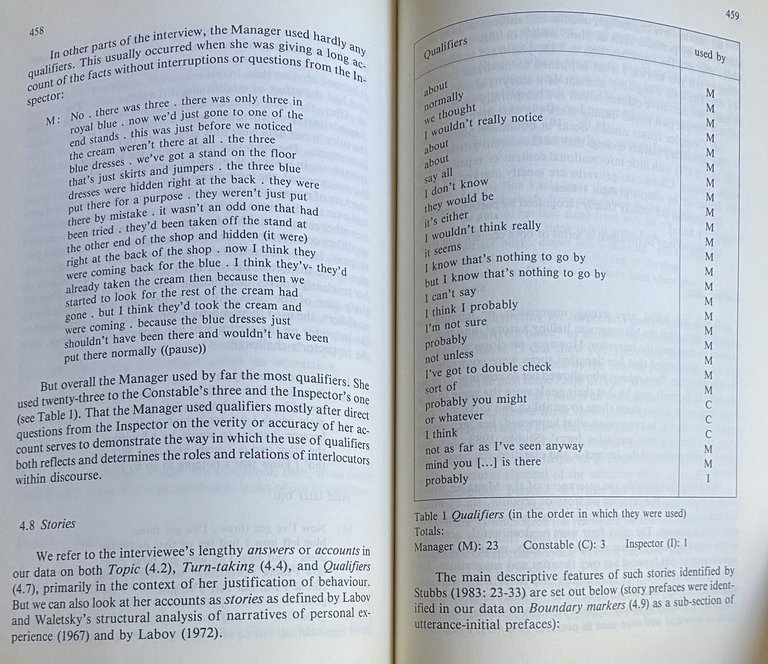 458
In other parts of the interview, the Manager used hardly any
qualifiers. This usually occurred when she was giving a long ac-
count of the facts without interruptions or questions from the In-
spector:
M: No . there was three . there was only three in
royal blue . now we'd just gone to one of the
end stands . this was just before we noticed
the cream weren't there at all . the three
blue dresses . we've got a stand on the floor
that's just skirts and jumpers . the three blue
dresses were hidden right at the back . they were
put there for a purpose . they weren't just put
there by mistake . it wasn't an odd one that had
been tried . they'd been taken off the stand at
the other end of the shop and hidden (it were)
right at the back of the shop . now I think they
were coming back for the blue . I think they'v- they'd
already taken the cream then because then we
started to look for the rest of the cream had
gone . but I think they'd took the cream and
were coming . because the blue dresses just
shouldn't have been there and wouldn't have been
put there normally ((pause))
But overall the Manager used by far the most qualifiers. She
used twenty-three to the Constable's three and the Inspector's one
(see Table 1). That the Manager used qualifiers mostly after direct
questions from the Inspector on the verity or accuracy of her ac-
count serves to demonstrate the way in which the use of qualifiers
both reflects and determines the roles and relations of interlocutors
within discourse.
4.8 Stories
We refer to the interviewee's lengthy answers or accounts in
our data on both Topic (4.2), Turn-taking (4.4), and Qualifiers
(4.7), primarily in the context of her justification of behaviour.
But we can also look at her accounts as stories as defined by Labov
and Waletsky's structural analysis of narratives of personal ex-
perience (1967) and by Labov (1972).
459
Qualifiers used by
about M
normally M
we thought M
I wouldn't really notice M
about M
about M
say all M
I don't know M
they would be M
it's either M
I wouldn't think really M
it seems M
I know that's nothing to go by M
but I know that's nothing to go by M
I can't say M
I think I probably M
I'm not sure M
probably M
not unless M
I've got to double check M
sort of M
probably you might C
or whatever C
I think C
not as far as I've seen anyway M
mind you [...] is there M
probably I
Table 1 Qualifiers (in the order in which they were used)
Totals:
Manager (M): 23 Constable (C): 3 Inspector (I): 1
The main descriptive features of such stories identified by
Stubbs (1983: 23-33) are set out below (story prefaces were ident-
ified in our data on Boundary markers (4.9) as a sub-section of
utterance-initial prefaces):